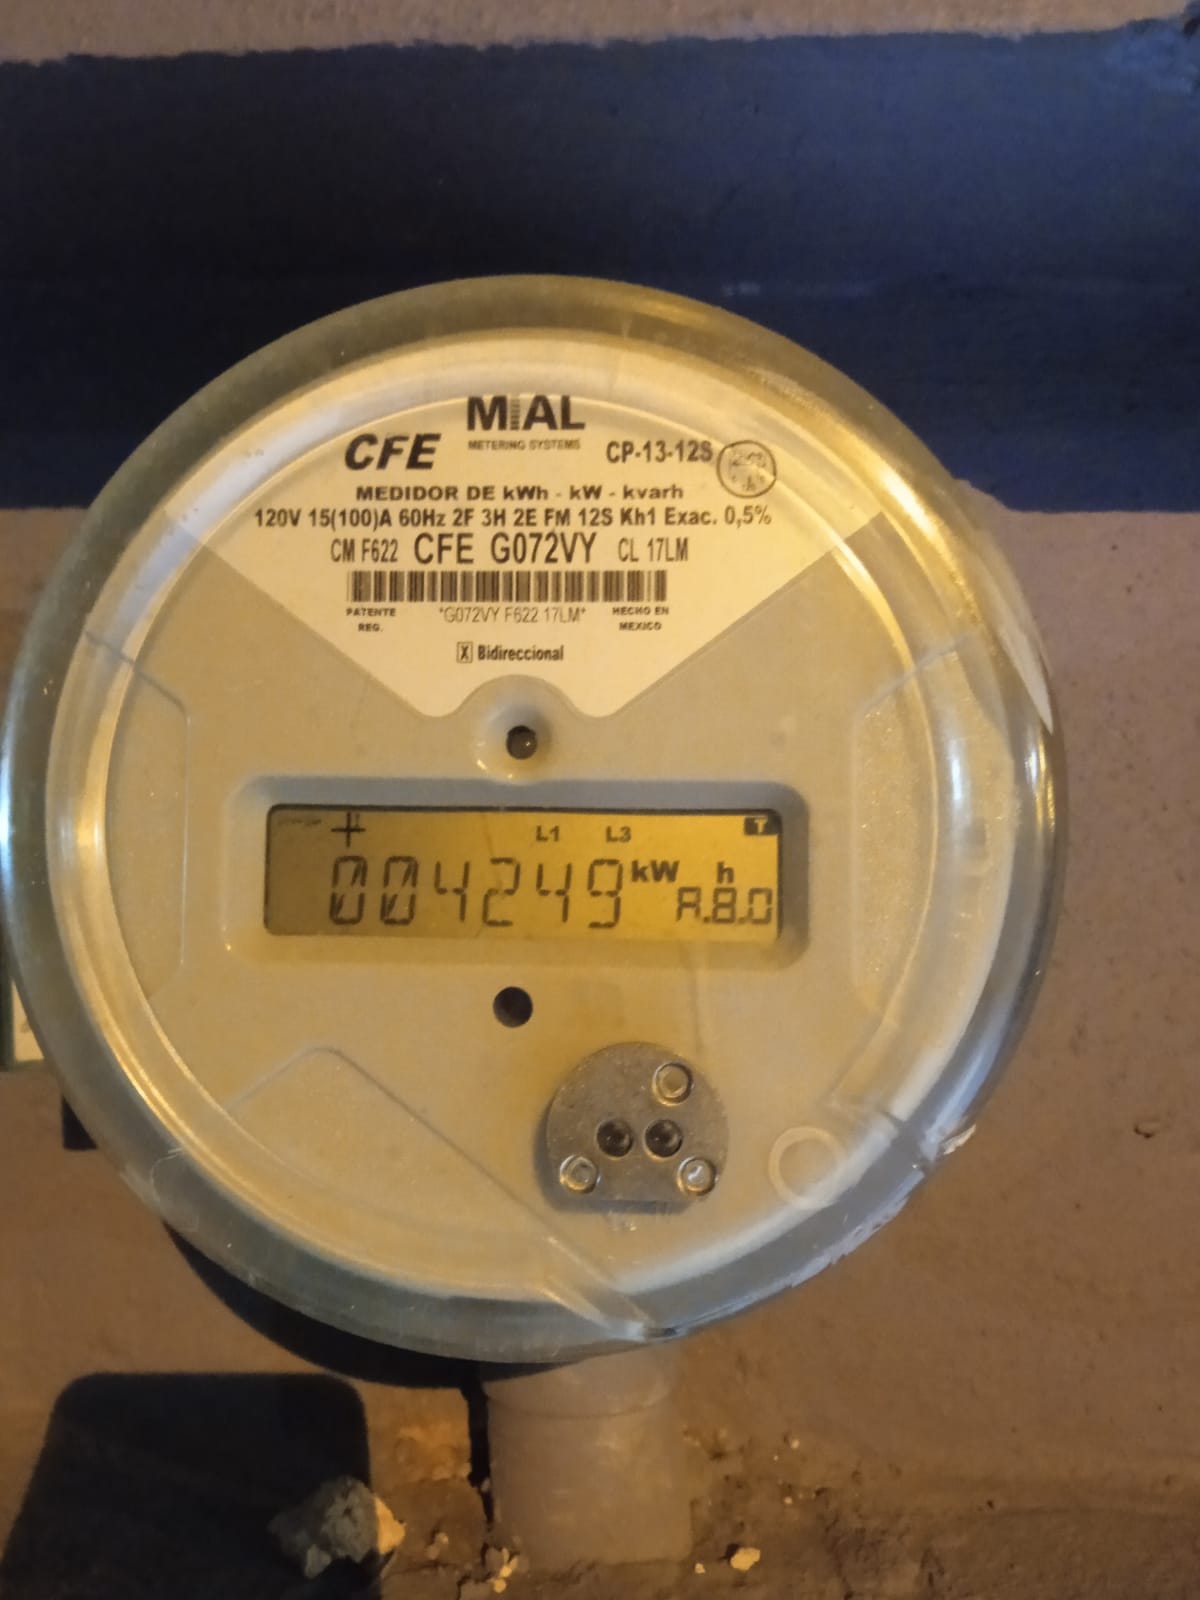 MIAL
METERING SYSTEMS
CFE
CP-13-12S
MEDIDOR DE kWh - kW - kvarh
120V 15(100)A 60Hz 2F 3H 2E FM 12S Kh1 Exac. 0,5%
CM F622 CFE G072VY CL 17LM
PATENTE REG.
*G072VY F622 17LM*
HECHO EN MEXICO
X Bidireccional
L1 L3 T
004249 kW h A.8.0